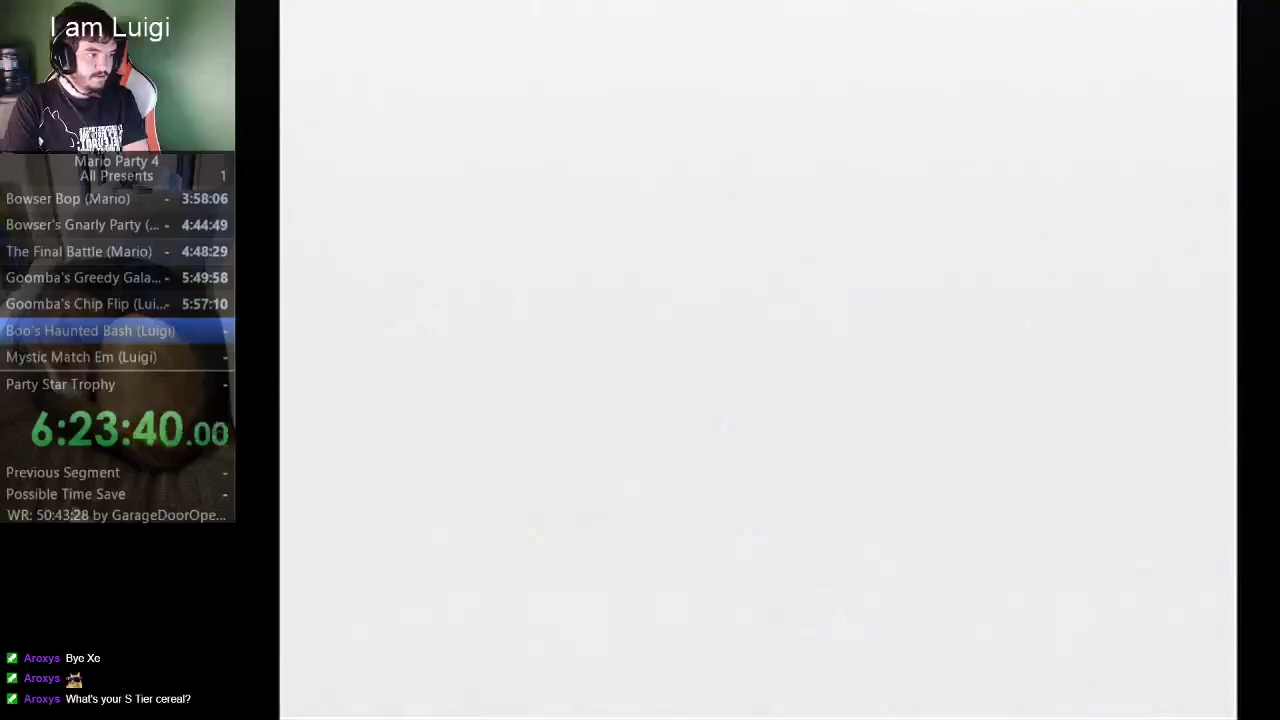 I am Luigi
Mario Party 4
All Presents 1
Bowser Bop (Mario) - 3:58:06
Bowser's Gnarly Party (... - 4:44:49
The Final Battle (Mario) - 4:48:29
Goomba's Greedy Gala... - 5:49:58
Goomba's Chip Flip (Lui... - 5:57:10
Boo's Haunted Bash (Luigi) -
Mystic Match Em (Luigi) -
Party Star Trophy -
6:23:40.00
Previous Segment -
Possible Time Save -
WR: 50:43:28 by GarageDoorOpe...
Aroxys Bye Xe
Aroxys
Aroxys What's your S Tier cereal?